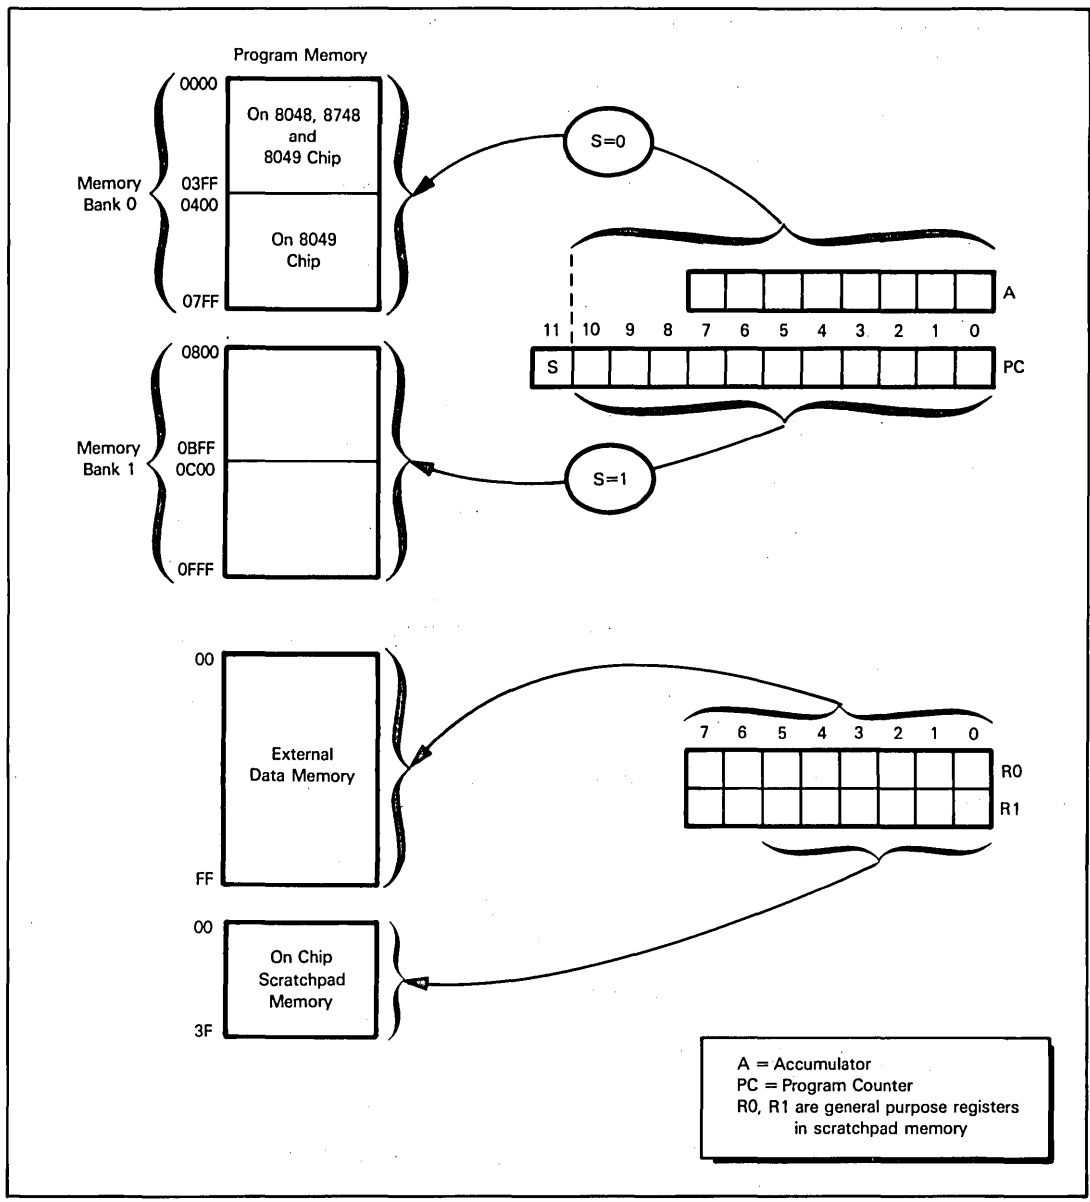 Program Memory
0000
On 8048, 8748
and
8049 Chip
Memory
Bank 0
03FF
0400
On 8049
Chip
07FF
S=0
A
11 10 9 8 7 6 5 4 3 2 1 0
S
PC
0800
Memory
Bank 1
0BFF
0C00
0FFF
S=1
00
External
Data Memory
FF
7 6 5 4 3 2 1 0
R0
R1
00
On Chip
Scratchpad
Memory
3F
A = Accumulator
PC = Program Counter
R0, R1 are general purpose registers
in scratchpad memory